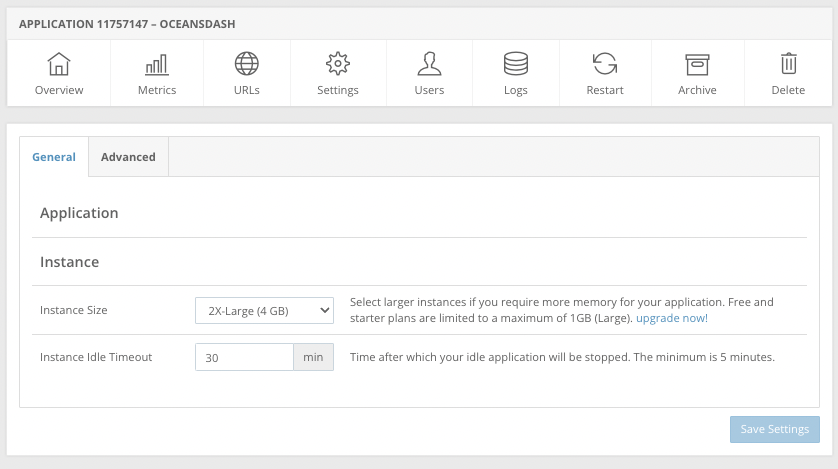 APPLICATION 11757147 – OCEANSDASH
Overview
Metrics
URLs
Settings
Users
Logs
Restart
Archive
Delete
General
Advanced
Application
Instance
Instance Size
2X-Large (4 GB)
Select larger instances if you require more memory for your application. Free and
starter plans are limited to a maximum of 1GB (Large). upgrade now!
Instance Idle Timeout
30
min
Time after which your idle application will be stopped. The minimum is 5 minutes.
Save Settings